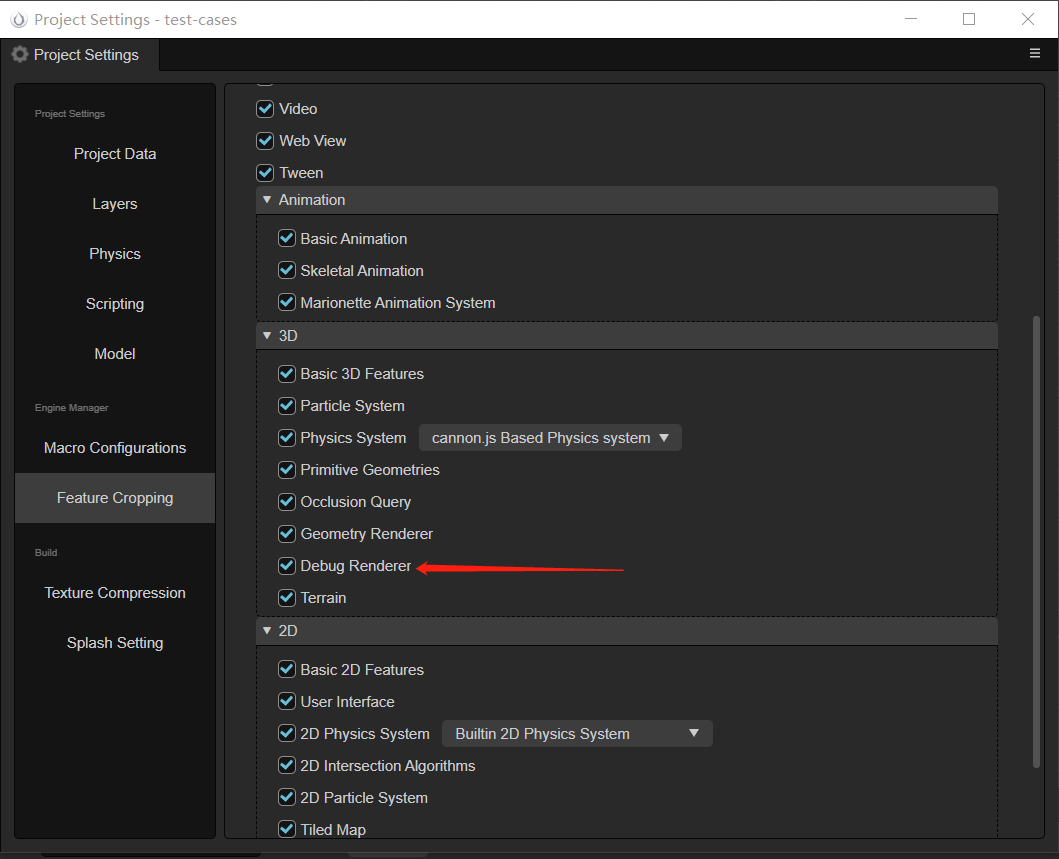 Project Settings - test-cases
Project Settings
Project Settings
Project Data
Layers
Physics
Scripting
Model
Engine Manager
Macro Configurations
Feature Cropping
Build
Texture Compression
Splash Setting
Video
Web View
Tween
Animation
Basic Animation
Skeletal Animation
Marionette Animation System
3D
Basic 3D Features
Particle System
Physics System cannon.js Based Physics system
Primitive Geometries
Occlusion Query
Geometry Renderer
Debug Renderer
Terrain
2D
Basic 2D Features
User Interface
2D Physics System Builtin 2D Physics System
2D Intersection Algorithms
2D Particle System
Tiled Map